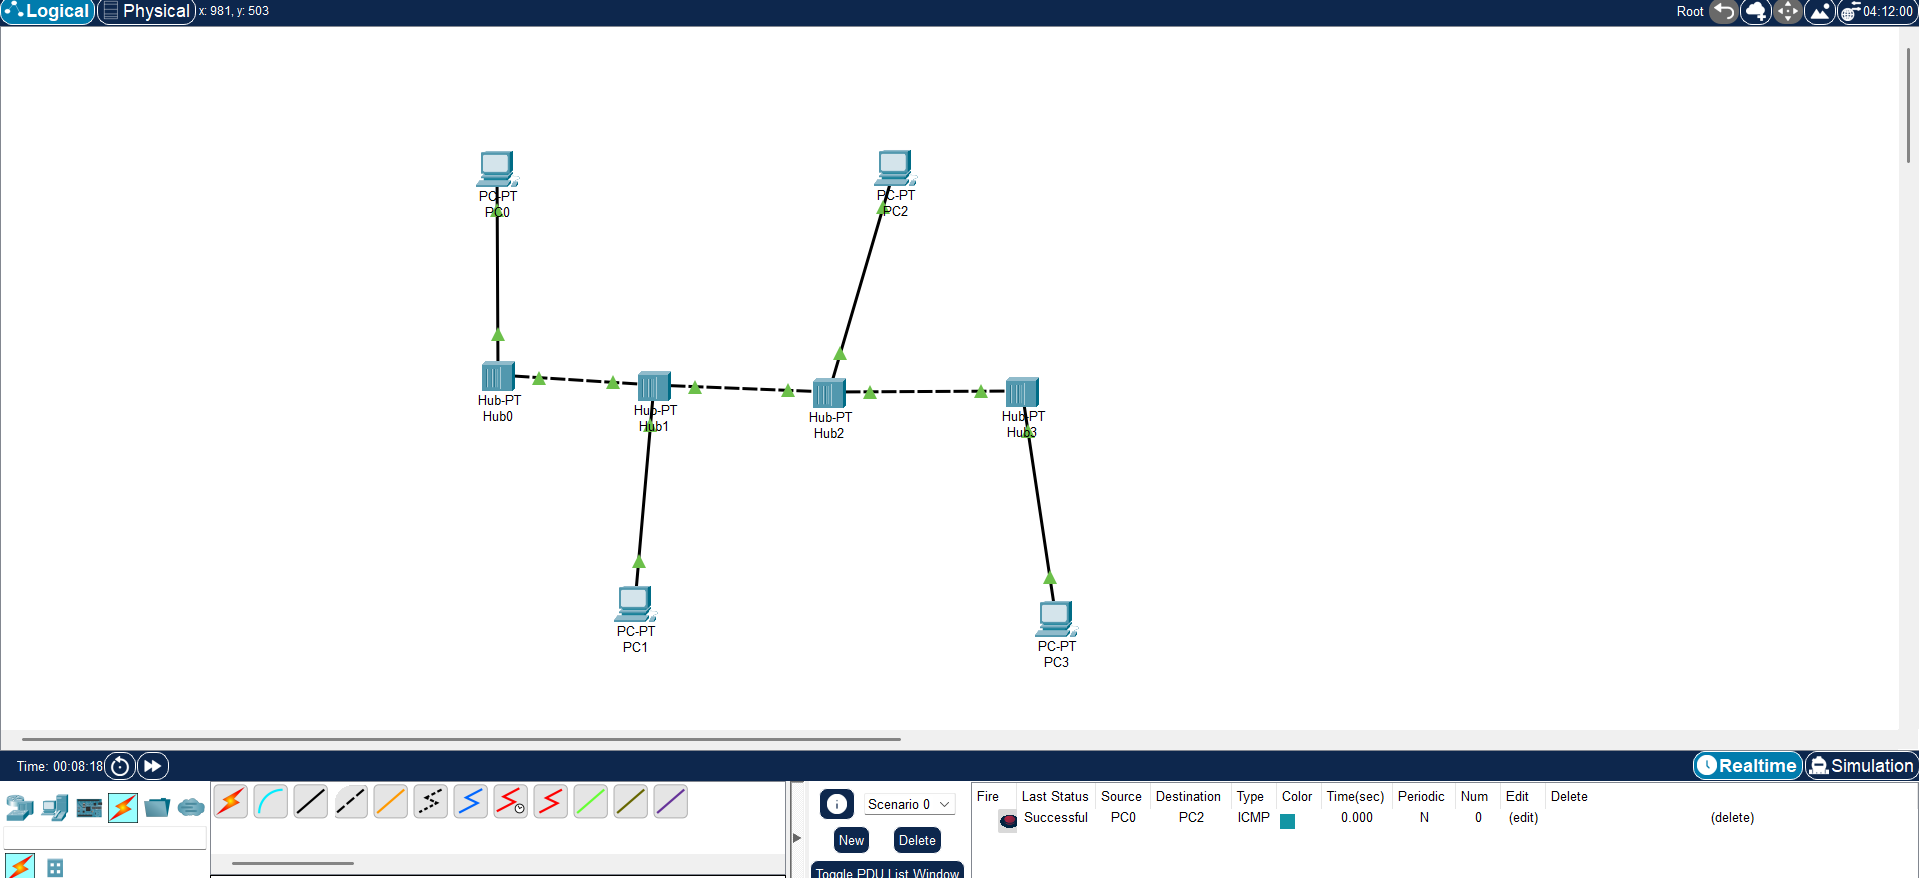 Logical Physical x: 981, y: 503 Root 04:12:00
PC-PT
PC0
PC-PT
PC2
Hub-PT
Hub0
Hub-PT
Hub1
Hub-PT
Hub2
Hub-PT
Hub3
PC-PT
PC1
PC-PT
PC3
Time: 00:08:18 Realtime Simulation
Scenario 0
New Delete
Toggle PDU List Window
Fire Last Status Source Destination Type Color Time(sec) Periodic Num Edit Delete
Successful PC0 PC2 ICMP 0.000 N 0 (edit) (delete)